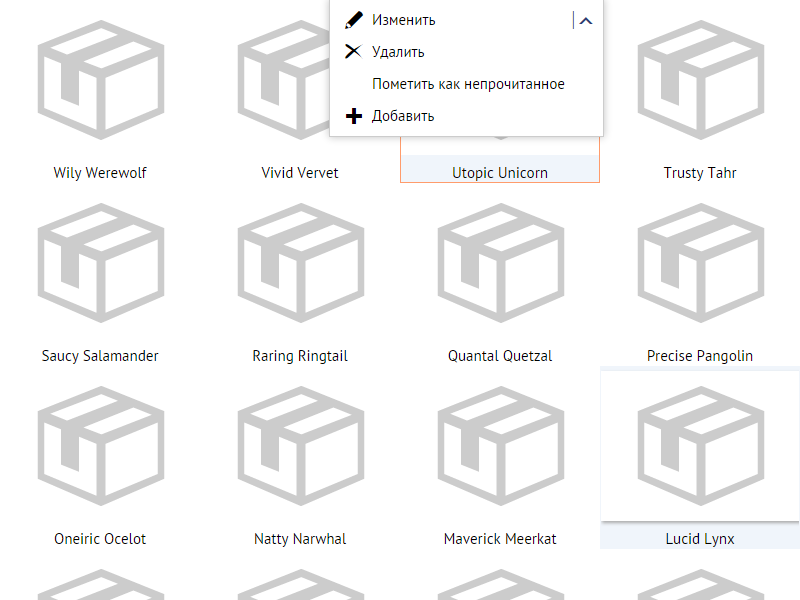 Изменить
Удалить
Пометить как непрочитанное
Добавить
Wily Werewolf
Vivid Vervet
Utopic Unicorn
Trusty Tahr
Saucy Salamander
Raring Ringtail
Quantal Quetzal
Precise Pangolin
Oneiric Ocelot
Natty Narwhal
Maverick Meerkat
Lucid Lynx